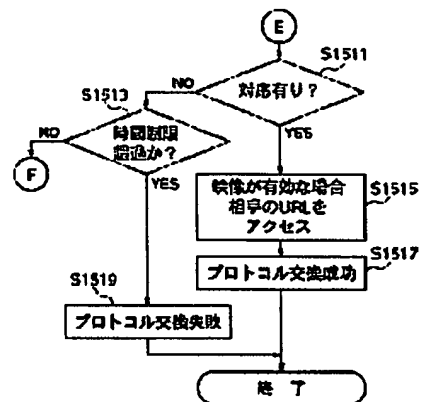 E
S1511
対応有り?
NO
YES
S1513
時間制限
超過か?
NO
F
YES
映像が有効な場合
相手のURLを
アクセス
S1515
プロトコル交換成功
S1517
S1519
プロトコル交換失敗
終 了